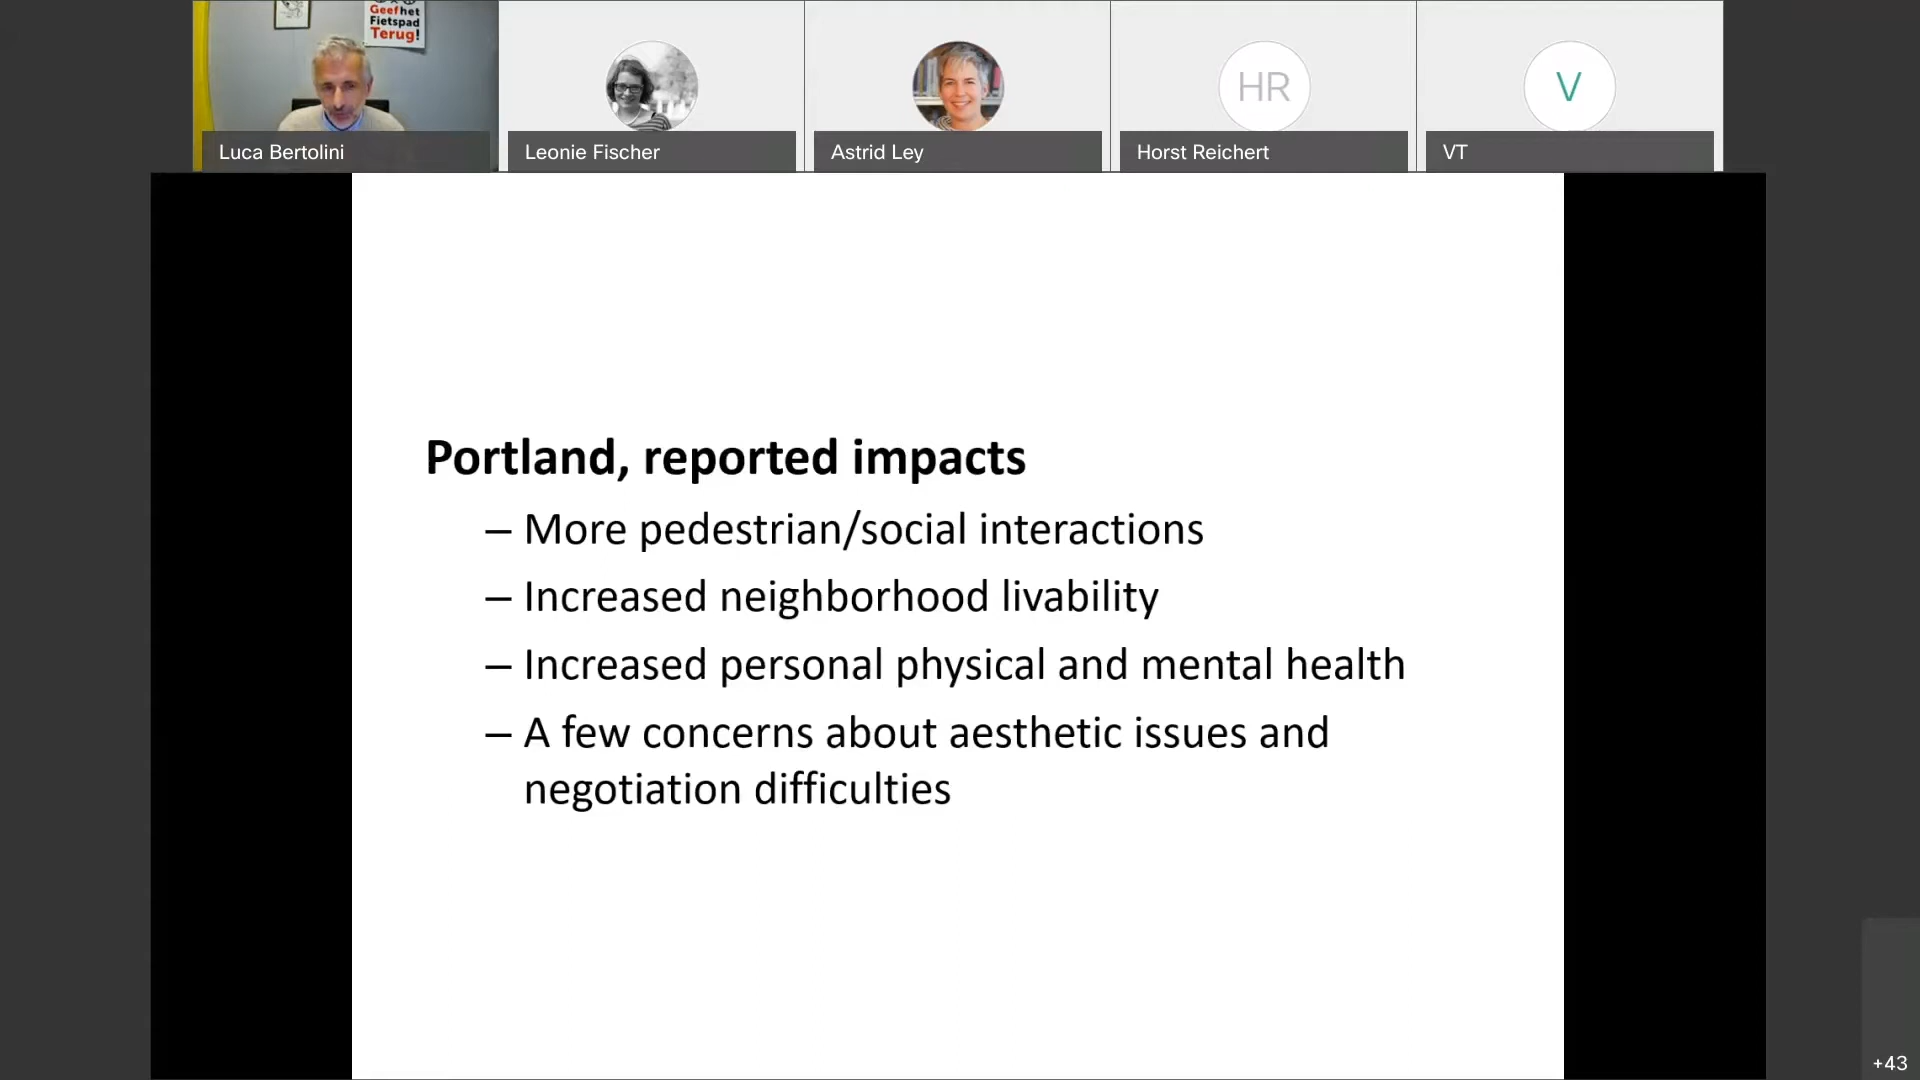 Geef het
Fietspad
Terug!
Luca Bertolini
Leonie Fischer
Astrid Ley
HR
Horst Reichert
V
VT
Portland, reported impacts
– More pedestrian/social interactions
– Increased neighborhood livability
– Increased personal physical and mental health
– A few concerns about aesthetic issues and
negotiation difficulties
+43